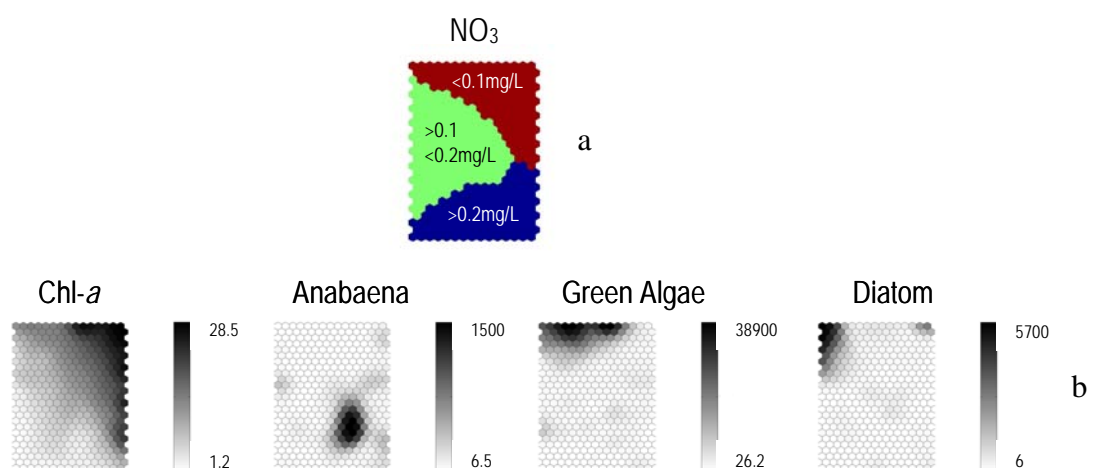 NO₃
<0.1mg/L
>0.1
<0.2mg/L
>0.2mg/L
a
Chl-a
Anabaena
Green Algae
Diatom
28.5
1500
38900
5700
b
1.2
6.5
26.2
6